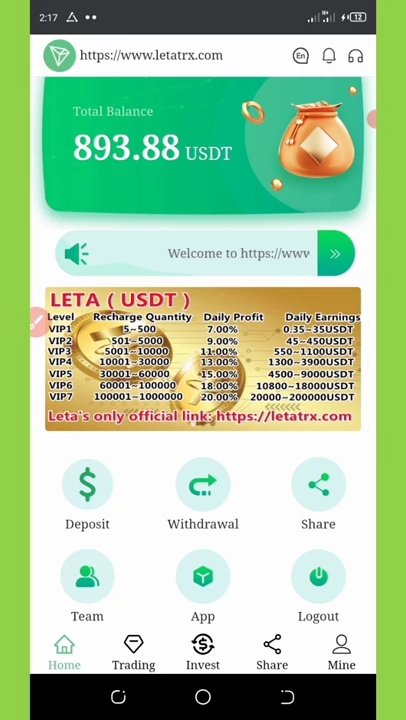 2:17
12
https://www.letatrx.com
En
Total Balance
893.88 USDT
Welcome to https://www
LETA ( USDT )
Level Recharge Quantity Daily Profit Daily Earnings
VIP1 5~500 7.00% 0.35~35USDT
VIP2 501~5000 9.00% 45~450USDT
VIP3 5001~10000 11.00% 550~1100USDT
VIP4 10001~30000 13.00% 1300~3900USDT
VIP5 30001~60000 15.00% 4500~9000USDT
VIP6 60001~100000 18.00% 10800~18000USDT
VIP7 100001~1000000 20.00% 20000~200000USDT
Leta's only official link: https://letatrx.com
Deposit Withdrawal Share
Team App Logout
Home Trading Invest Share Mine